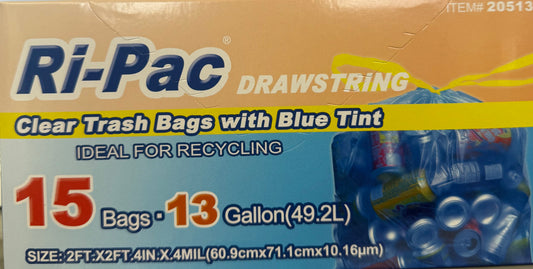 ITEM# 20513
Ri-Pac® DRAWSTRING
Clear Trash Bags with Blue Tint
IDEAL FOR RECYCLING
15 Bags · 13 Gallon(49.2L)
SIZE: 2FT.X2FT.4IN.X.4MIL(60.9cmx71.1cmx10.16µm)